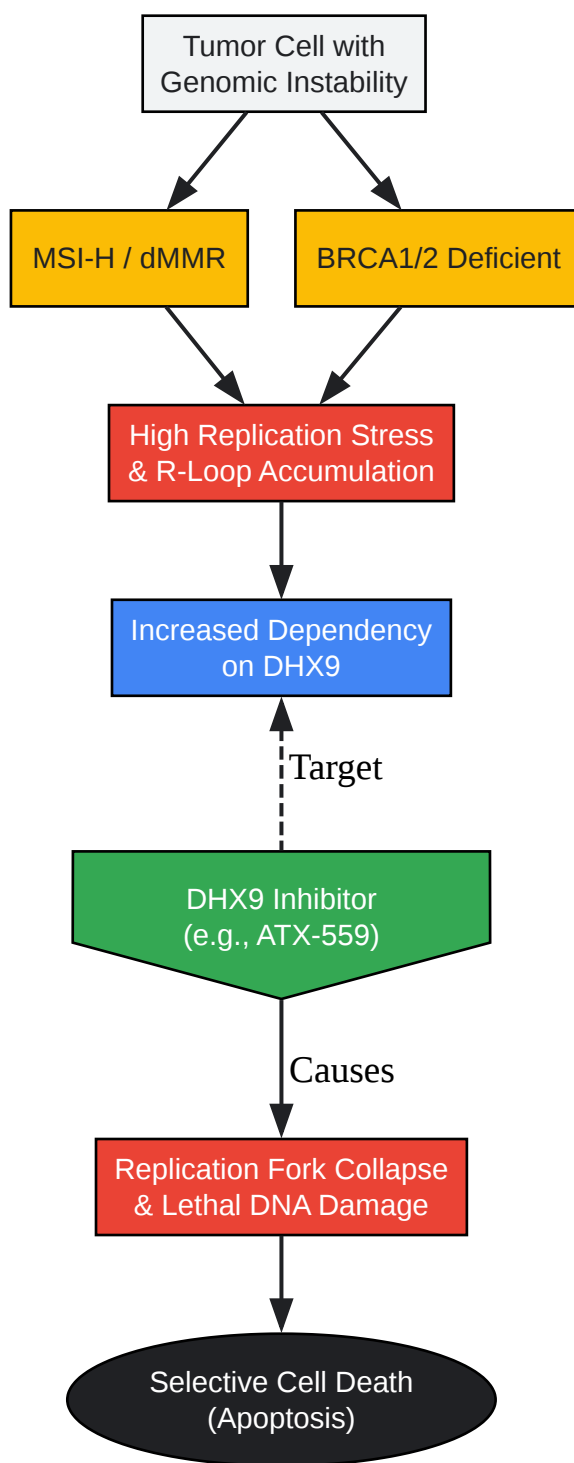 Tumor Cell with
Genomic Instability
MSI-H / dMMR
BRCA1/2 Deficient
High Replication Stress
& R-Loop Accumulation
Increased Dependency
on DHX9
Target
DHX9 Inhibitor
(e.g., ATX-559)
Causes
Replication Fork Collapse
& Lethal DNA Damage
Selective Cell Death
(Apoptosis)